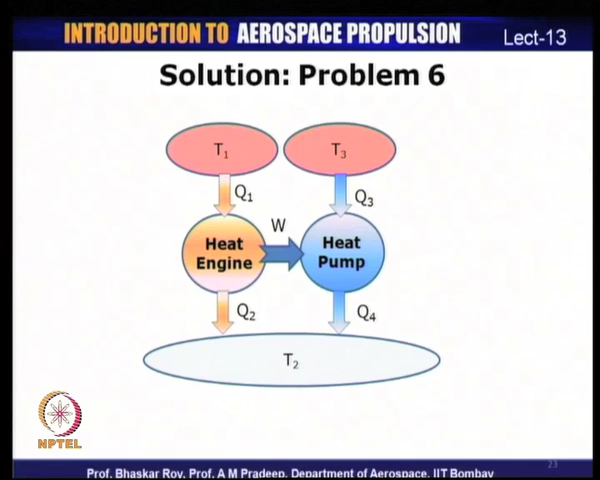 INTRODUCTION TO AEROSPACE PROPULSION
Lect-13
Solution: Problem 6
T1
T3
Q1
Q3
W
Heat
Engine
Heat
Pump
Q2
Q4
T2
NPTEL
23
Prof. Bhaskar Roy, Prof. A M Pradeep, Department of Aerospace, IIT Bombay